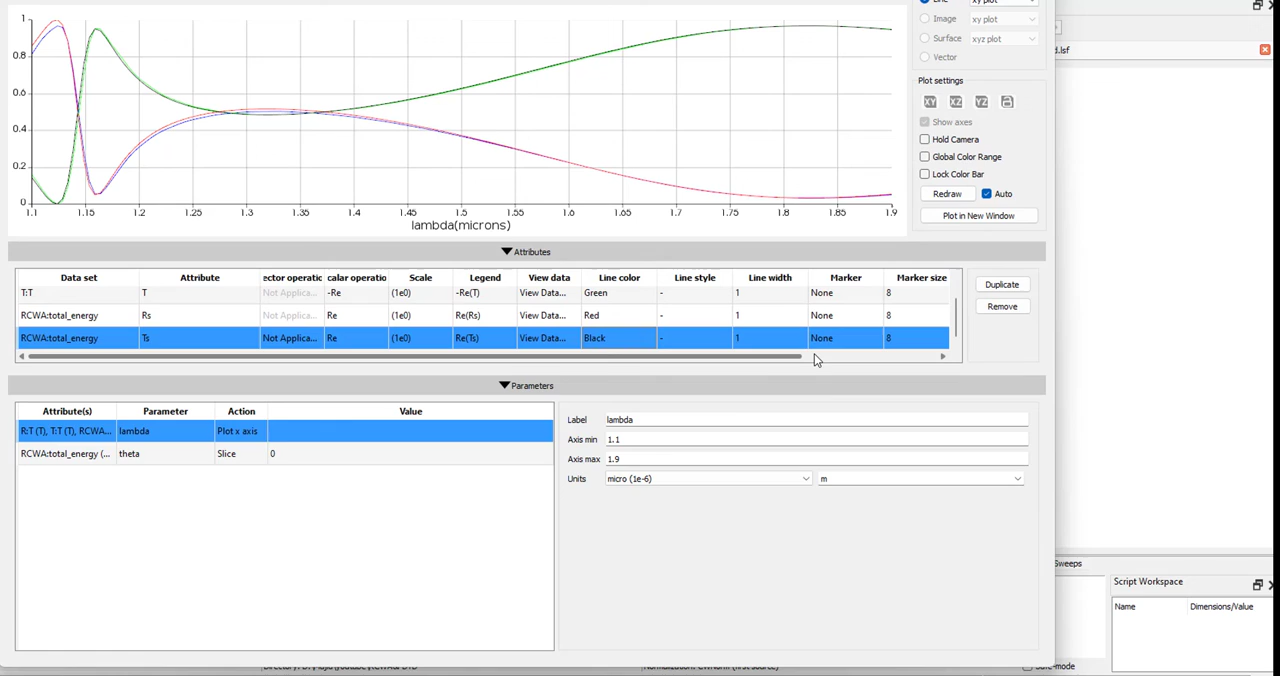 Line xy plot
Image xy plot
Surface xyz plot
Vector
Plot settings
XY XZ YZ
Show axes
Hold Camera
Global Color Range
Lock Color Bar
Redraw Auto
Plot in New Window
d.lsf
1
0.8
0.6
0.4
0.2
0
1.1 1.15 1.2 1.25 1.3 1.35 1.4 1.45 1.5 1.55 1.6 1.65 1.7 1.75 1.8 1.85 1.9
lambda(microns)
Attributes
Data set Attribute ector operatic calar operatio Scale Legend View data Line color Line style Line width Marker Marker size
T:T T Not Applica... -Re (1e0) -Re(T) View Data... Green - 1 None 8
RCWA:total_energy Rs Not Applica... Re (1e0) Re(Rs) View Data... Red - 1 None 8
RCWA:total_energy Ts Not Applica... Re (1e0) Re(Ts) View Data... Black - 1 None 8
Duplicate
Remove
Parameters
Attribute(s) Parameter Action Value
R:T (T), T:T (T), RCWA... lambda Plot x axis
RCWA:total_energy (... theta Slice 0
Label lambda
Axis min 1.1
Axis max 1.9
Units micro (1e-6) m
Sweeps
Script Workspace
Name Dimensions/Value